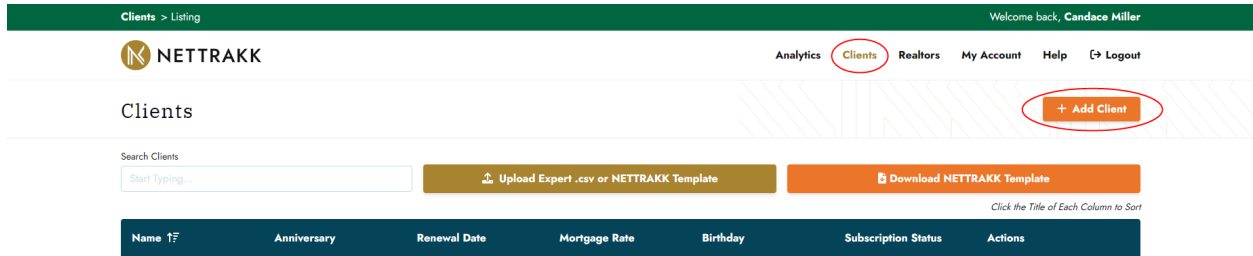 Clients > Listing
Welcome back, Candace Miller
NETTRAKK
Analytics Clients Realtors My Account Help Logout
Clients
+ Add Client
Search Clients
Start Typing...
Upload Expert .csv or NETTRAKK Template
Download NETTRAKK Template
Click the Title of Each Column to Sort
Name Anniversary Renewal Date Mortgage Rate Birthday Subscription Status Actions